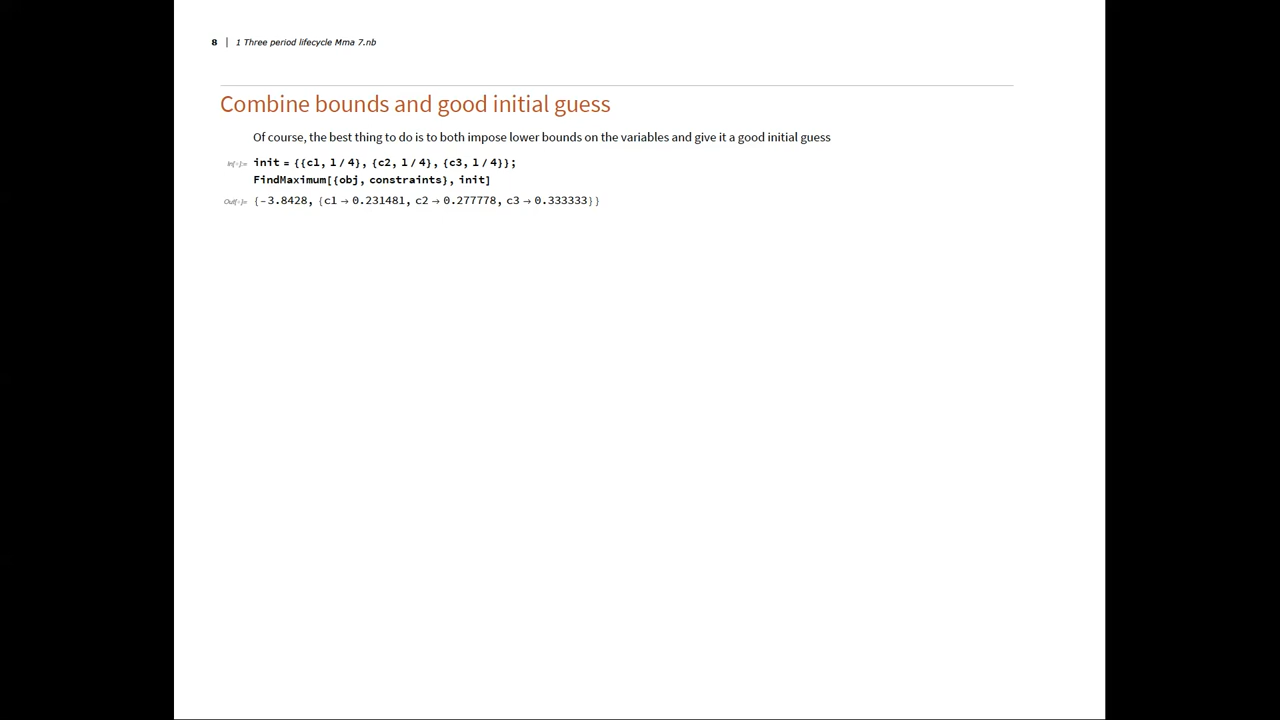 8 | 1 Three period lifecycle Mma 7.nb
Combine bounds and good initial guess
Of course, the best thing to do is to both impose lower bounds on the variables and give it a good initial guess
In[◦]:= init = {{c1, 1 / 4}, {c2, 1 / 4}, {c3, 1 / 4}};
FindMaximum[{obj, constraints}, init]
Out[◦]= {-3.8428, {c1 → 0.231481, c2 → 0.277778, c3 → 0.333333}}